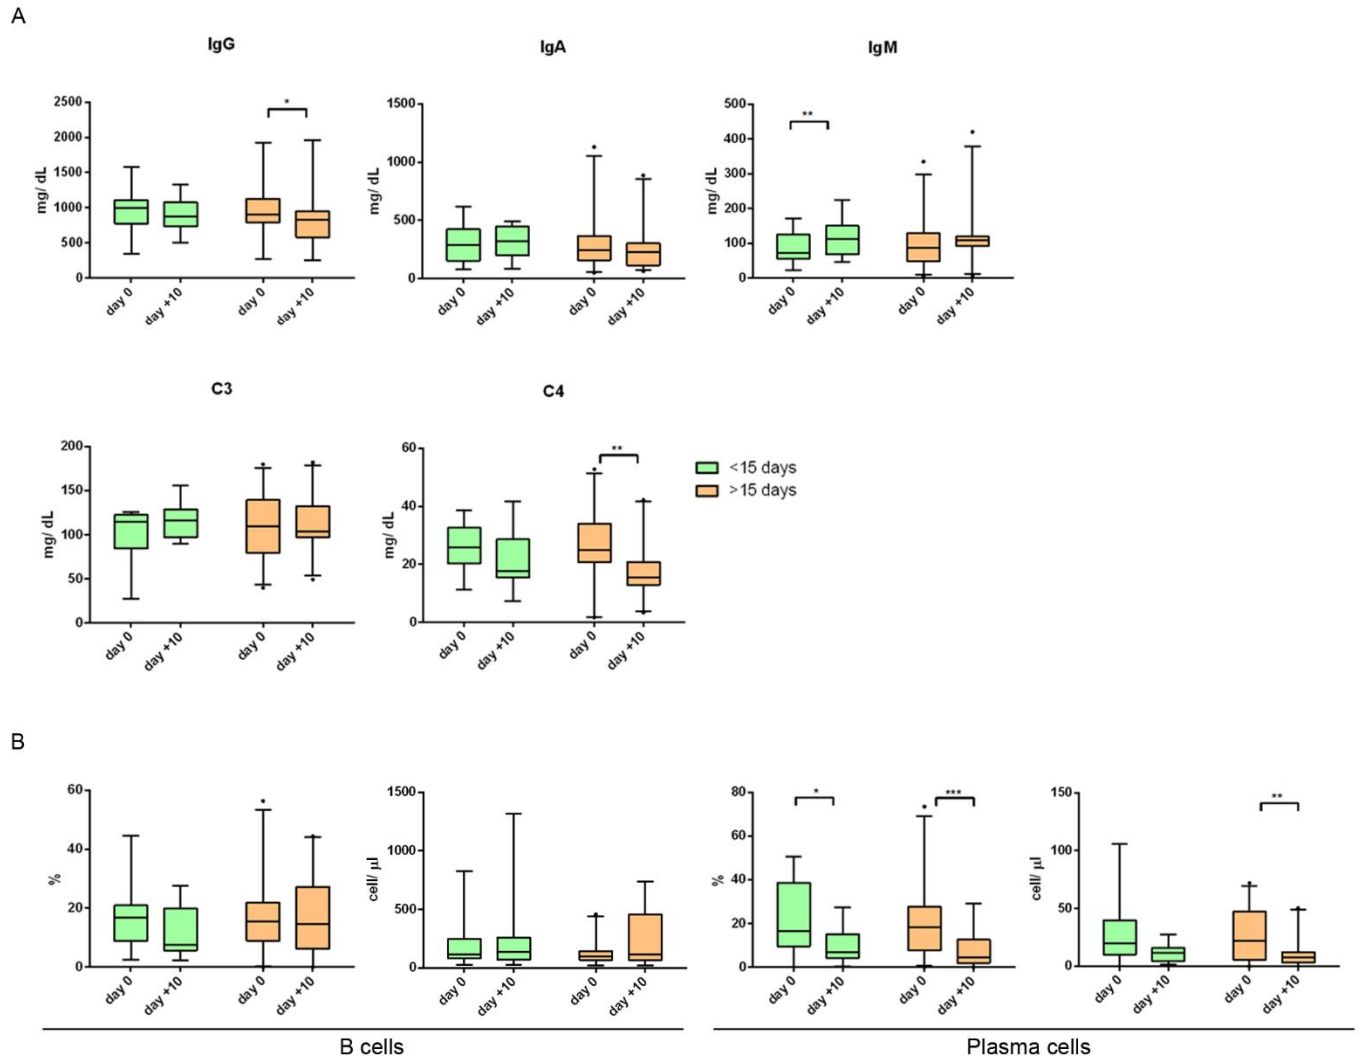 A
IgG
IgA
IgM
2500
2000
1500
1000
500
0
mg/ dL
*
day 0
day +10
day 0
day +10
1500
1000
500
0
mg/ dL
day 0
day +10
day 0
day +10
500
400
300
200
100
0
mg/ dL
**
day 0
day +10
day 0
day +10
C3
C4
200
150
100
50
0
mg/ dL
day 0
day +10
day 0
day +10
60
40
20
0
mg/ dL
**
day 0
day +10
day 0
day +10
<15 days
>15 days
B
60
40
20
0
%
day 0
day +10
day 0
day +10
1500
1000
500
0
cell/ µl
day 0
day +10
day 0
day +10
80
60
40
20
0
%
*
***
day 0
day +10
day 0
day +10
150
100
50
0
cell/ µl
**
day 0
day +10
day 0
day +10
B cells
Plasma cells